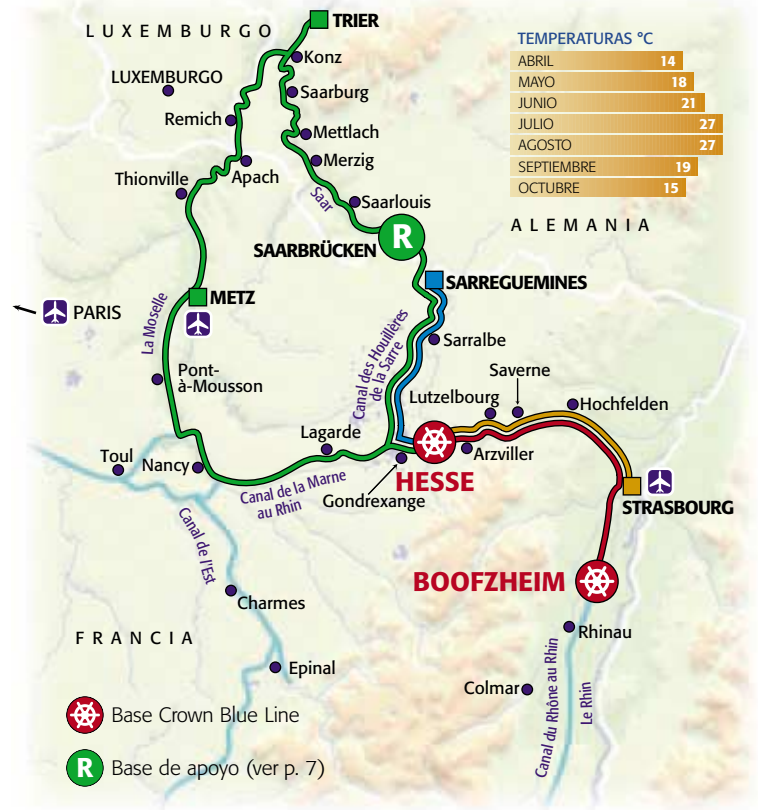 LUXEMBURGO
TRIER
Konz
LUXEMBURGO
Saarburg
Remich
Mettlach
Merzig
Apach
Thionville
Saar
Saarlouis
R
SAARBRÜCKEN
TEMPERATURAS °C
ABRIL 14
MAYO 18
JUNIO 21
JULIO 27
AGOSTO 27
SEPTIEMBRE 19
OCTUBRE 15
ALEMANIA
SARREGUEMINES
METZ
PARIS
La Moselle
Canal des Houillères
de la Sarre
Sarralbe
Pont-
à-Mousson
Saverne
Lutzelbourg
Hochfelden
Lagarde
Arzviller
Toul
Nancy
HESSE
Canal de la Marne
au Rhin
Gondrexange
STRASBOURG
Canal de l'Est
BOOFZHEIM
Charmes
Rhinau
FRANCIA
Epinal
Colmar
Canal du Rhône au Rhin
Le Rhin
Base Crown Blue Line
R Base de apoyo (ver p. 7)